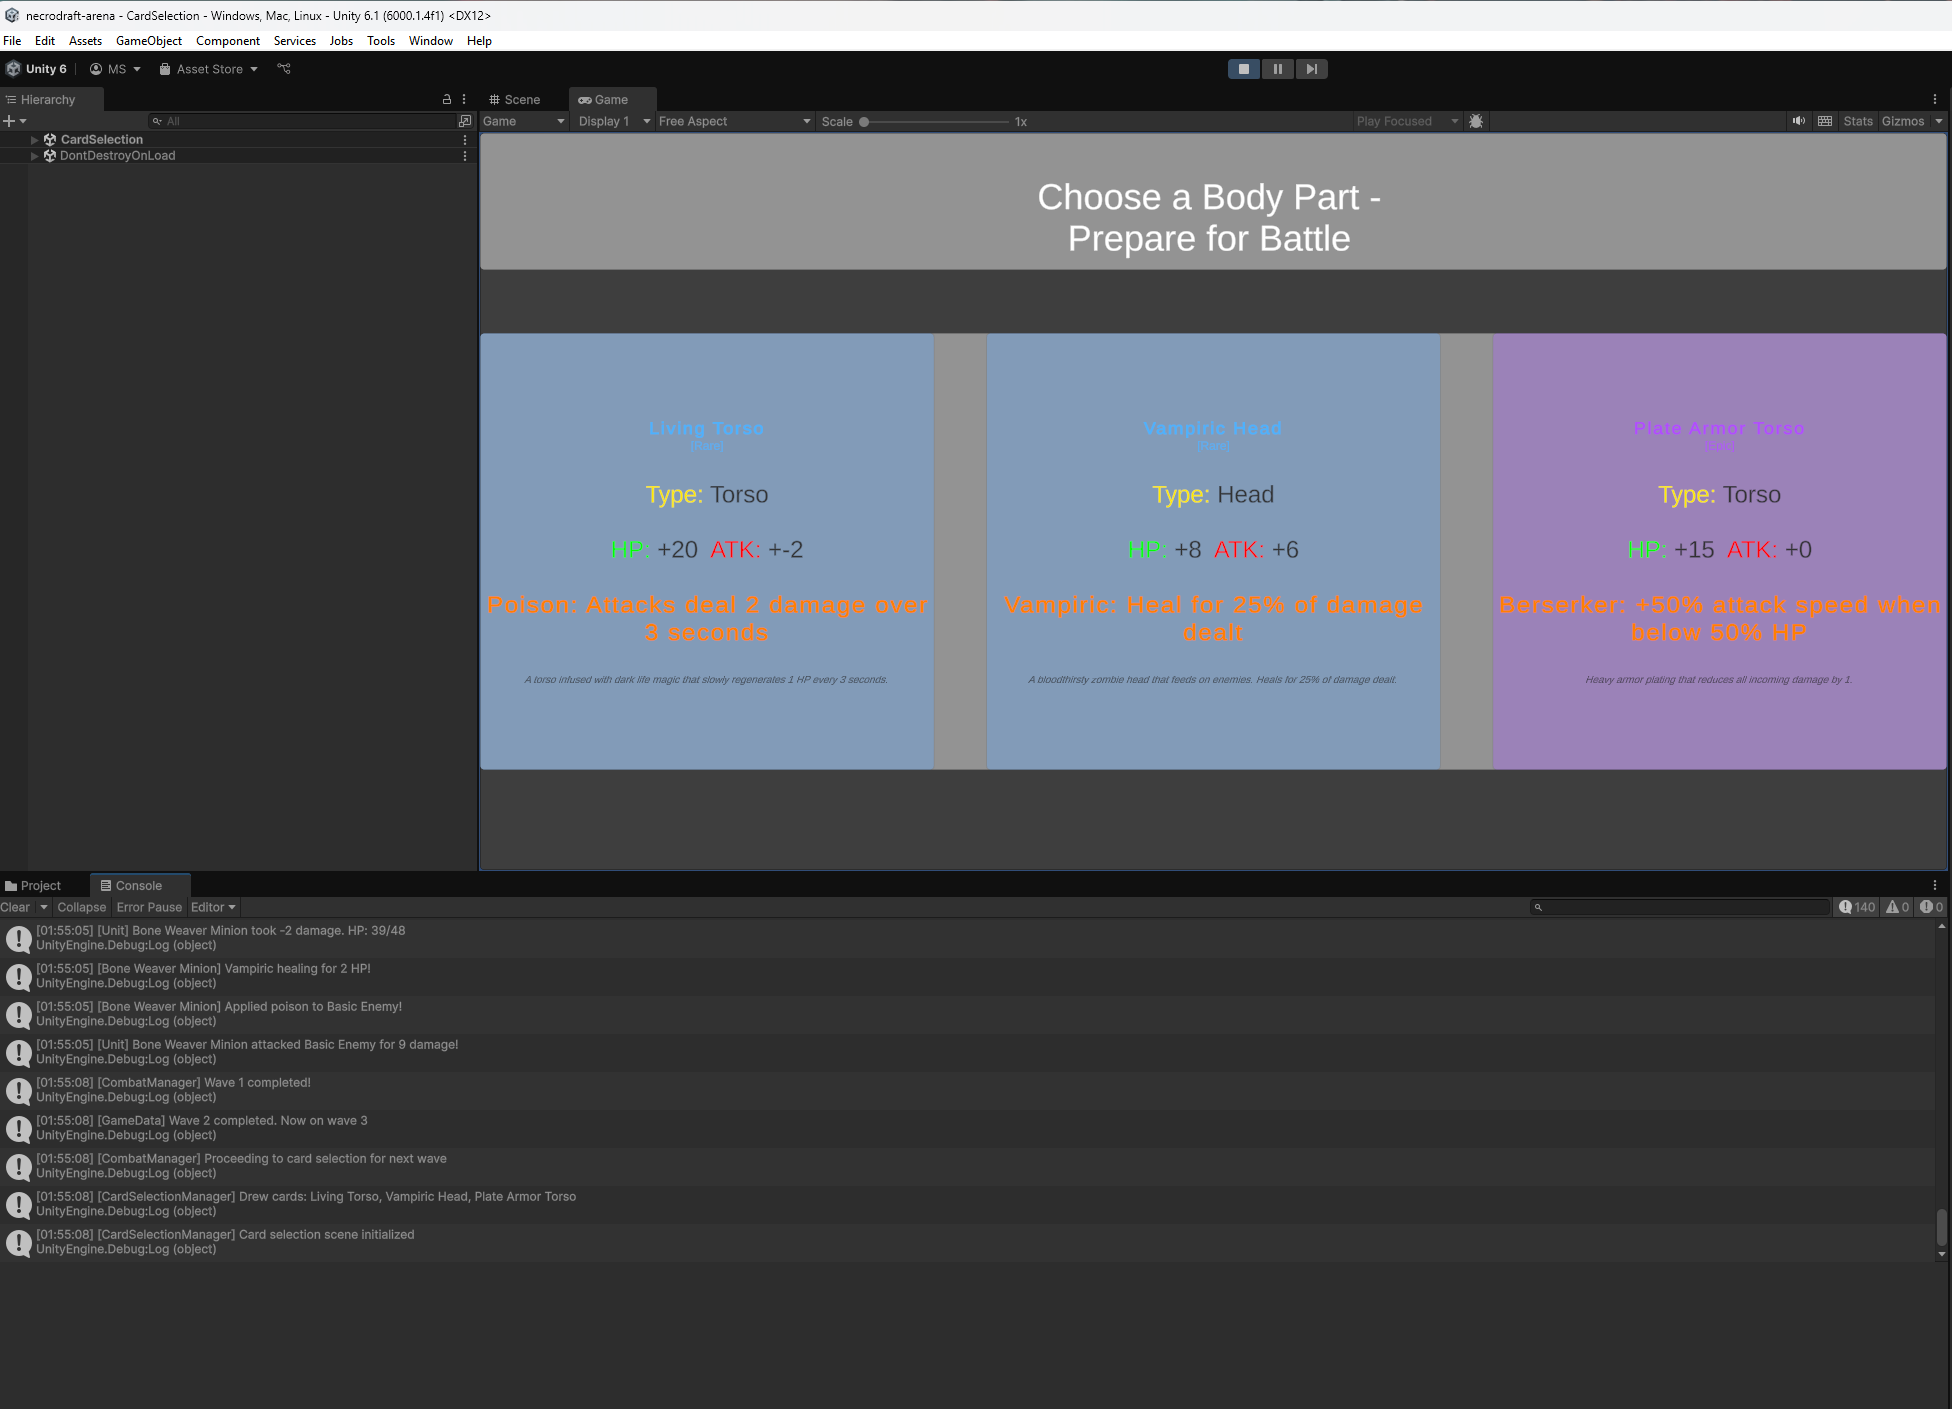 necrodraft-arena - CardSelection - Windows, Mac, Linux - Unity 6.1 (6000.1.4f1) <DX12>
File Edit Assets GameObject Component Services Jobs Tools Window Help
Unity 6 MS Asset Store
Hierarchy
All
CardSelection
DontDestroyOnLoad
Scene Game
Game Display 1 Free Aspect Scale 1x Play Focused Stats Gizmos
Choose a Body Part -
Prepare for Battle
Living Torso
[Rare]
Type: Torso
HP: +20 ATK: +-2
Poison: Attacks deal 2 damage over
3 seconds
A torso infused with dark life magic that slowly regenerates 1 HP every 3 seconds.
Vampiric Head
[Rare]
Type: Head
HP: +8 ATK: +6
Vampiric: Heal for 25% of damage
dealt
A bloodthirsty zombie head that feeds on enemies. Heals for 25% of damage dealt.
Plate Armor Torso
[Epic]
Type: Torso
HP: +15 ATK: +0
Berserker: +50% attack speed when
below 50% HP
Heavy armor plating that reduces all incoming damage by 1.
Project Console
Clear Collapse Error Pause Editor 140 0 0
[01:55:05] [Unit] Bone Weaver Minion took -2 damage. HP: 39/48
UnityEngine.Debug:Log (object)
[01:55:05] [Bone Weaver Minion] Vampiric healing for 2 HP!
UnityEngine.Debug:Log (object)
[01:55:05] [Bone Weaver Minion] Applied poison to Basic Enemy!
UnityEngine.Debug:Log (object)
[01:55:05] [Unit] Bone Weaver Minion attacked Basic Enemy for 9 damage!
UnityEngine.Debug:Log (object)
[01:55:08] [CombatManager] Wave 1 completed!
UnityEngine.Debug:Log (object)
[01:55:08] [GameData] Wave 2 completed. Now on wave 3
UnityEngine.Debug:Log (object)
[01:55:08] [CombatManager] Proceeding to card selection for next wave
UnityEngine.Debug:Log (object)
[01:55:08] [CardSelectionManager] Drew cards: Living Torso, Vampiric Head, Plate Armor Torso
UnityEngine.Debug:Log (object)
[01:55:08] [CardSelectionManager] Card selection scene initialized
UnityEngine.Debug:Log (object)